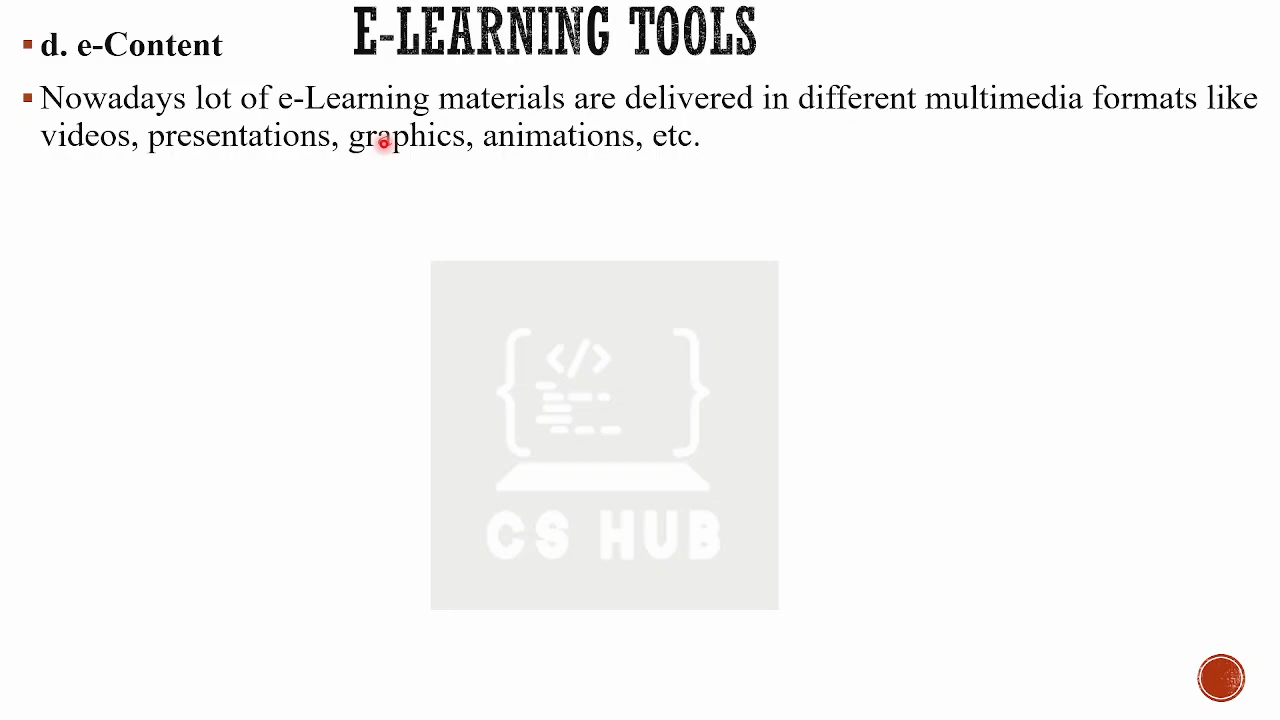 E-LEARNING TOOLS
d. e-Content
Nowadays lot of e-Learning materials are delivered in different multimedia formats like
videos, presentations, graphics, animations, etc.
</>
CS HUB